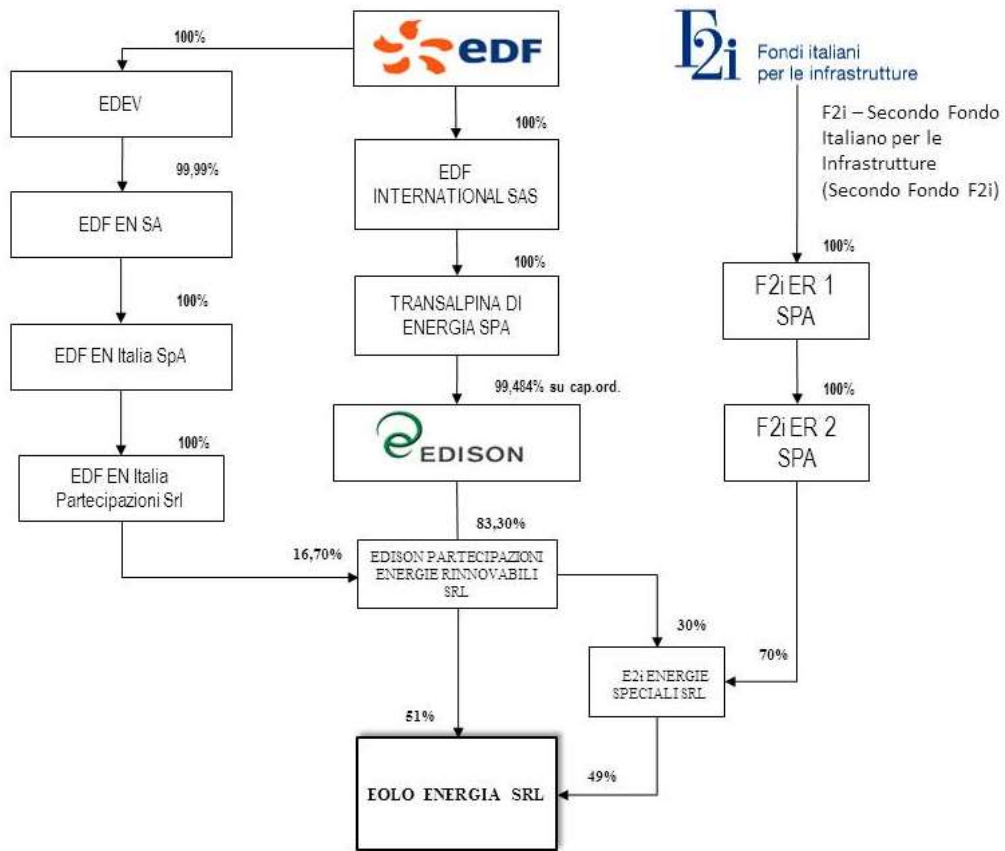 100%
eDF
F2i
Fondi italiani
per le infrastrutture
EDEV
F2i – Secondo Fondo
Italiano per le
Infrastrutture
(Secondo Fondo F2i)
100%
99,99%
EDF
INTERNATIONAL SAS
EDF EN SA
100%
100%
TRANSALPINA DI
ENERGIA SPA
F2i ER 1
SPA
100%
EDF EN Italia SpA
99,484% su cap.ord.
100%
EDISON
F2i ER 2
SPA
100%
EDF EN Italia
Partecipazioni Srl
83,30%
16,70%
EDISON PARTECIPAZIONI
ENERGIE RINNOVABILI
SRL
30%
70%
E2i ENERGIE
SPECIALI SRL
51%
49%
EOLO ENERGIA SRL